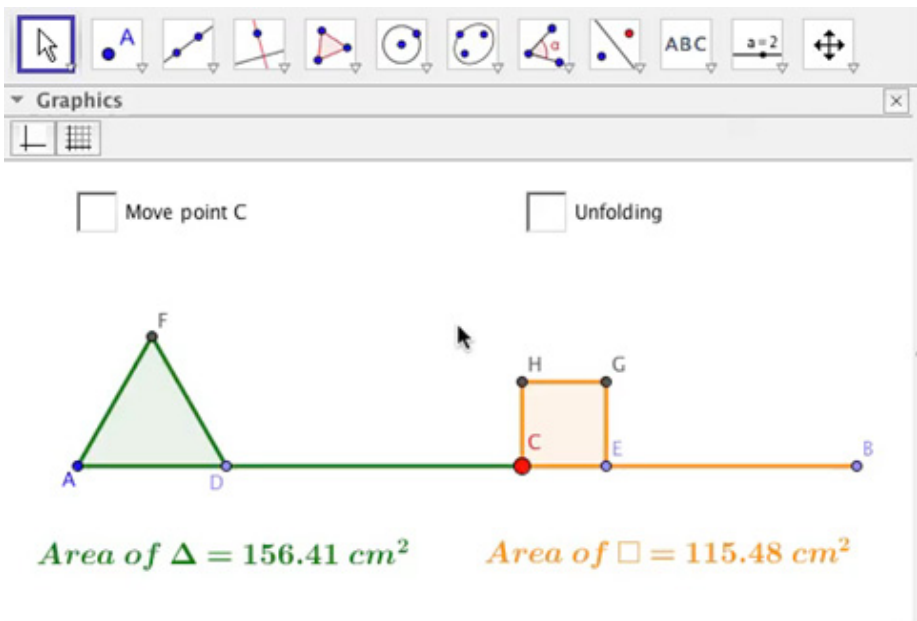 A α ABC a=2
Graphics
Move point C Unfolding
F
H G
C E B
A D
Area of Δ = 156.41 cm² Area of □ = 115.48 cm²